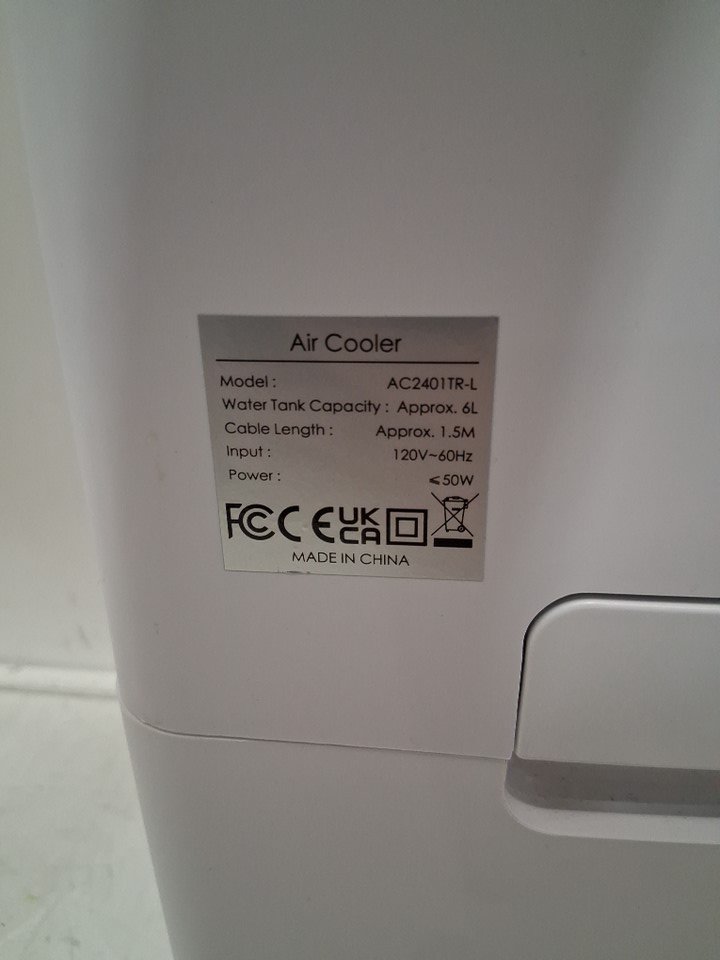 Air Cooler
Model : AC2401TR-L
Water Tank Capacity : Approx. 6L
Cable Length : Approx. 1.5M
Input : 120V~60Hz
Power : ⩽50W
FCC CE UK
CA
MADE IN CHINA